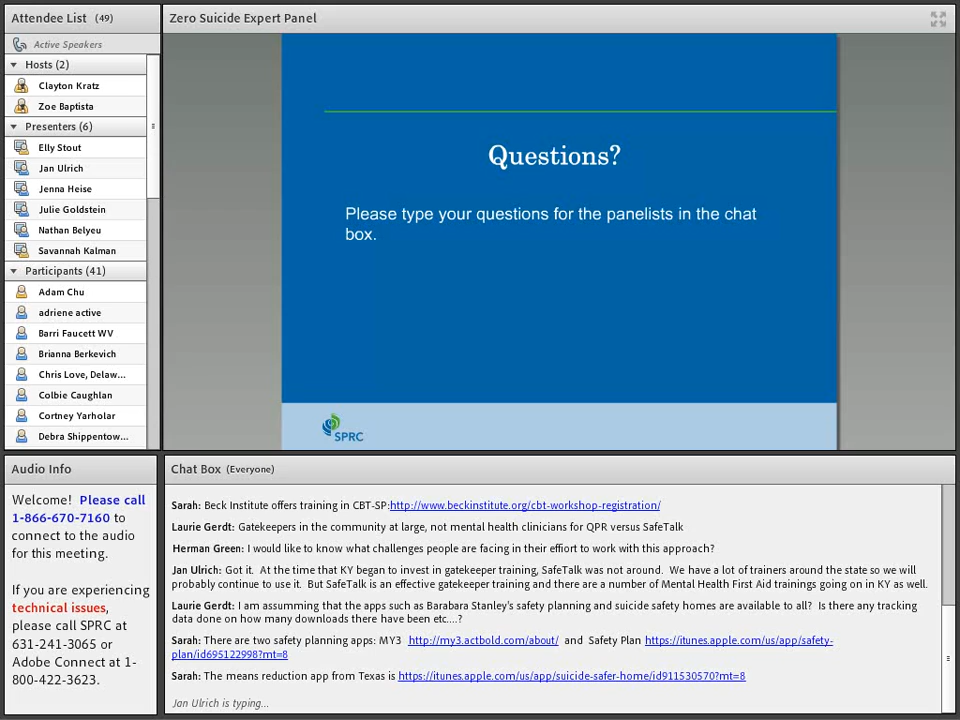 Attendee List (49)
Active Speakers
Hosts (2)
Clayton Kratz
Zoe Baptista
Presenters (6)
Elly Stout
Jan Ulrich
Jenna Heise
Julie Goldstein
Nathan Belyeu
Savannah Kalman
Participants (41)
Adam Chu
adriene active
Barri Faucett WV
Brianna Berkevich
Chris Love, Delaw...
Colbie Caughlan
Cortney Yarholar
Debra Shippentow...
Zero Suicide Expert Panel
Questions?
Please type your questions for the panelists in the chat
box.
SPRC
Audio Info
Welcome! Please call
1-866-670-7160 to
connect to the audio
for this meeting.
If you are experiencing
technical issues,
please call SPRC at
631-241-3065 or
Adobe Connect at 1-
800-422-3623.
Chat Box (Everyone)
Sarah: Beck Institute offers training in CBT-SP:http://www.beckinstitute.org/cbt-workshop-registration/
Laurie Gerdt: Gatekeepers in the community at large, not mental health clinicians for QPR versus SafeTalk
Herman Green: I would like to know what challenges people are facing in their effiort to work with this approach?
Jan Ulrich: Got it. At the time that KY began to invest in gatekeeper training, SafeTalk was not around. We have a lot of trainers around the state so we will
probably continue to use it. But SafeTalk is an effective gatekeeper training and there are a number of Mental Health First Aid trainings going on in KY as well.
Laurie Gerdt: I am assumming that the apps such as Barabara Stanley's safety planning and suicide safety homes are available to all? Is there any tracking
data done on how many downloads there have been etc....?
Sarah: There are two safety planning apps: MY3 http://my3.actbold.com/about/ and Safety Plan https://itunes.apple.com/us/app/safety-
plan/id695122998?mt=8
Sarah: The means reduction app from Texas is https://itunes.apple.com/us/app/suicide-safer-home/id911530570?mt=8
Jan Ulrich is typing...